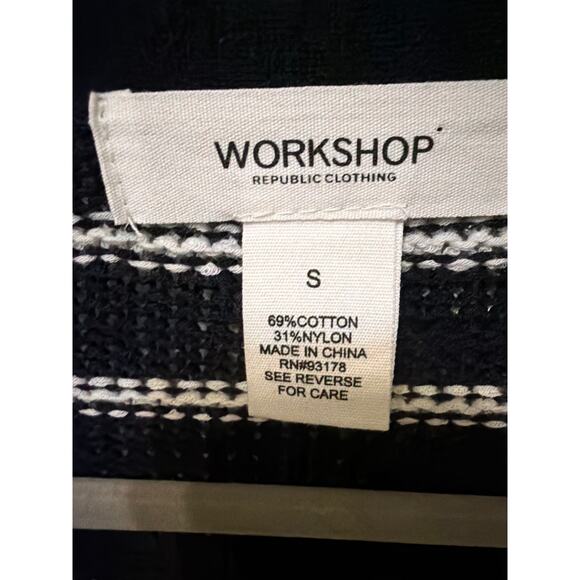 WORKSHOP
REPUBLIC CLOTHING
S
69%COTTON
31%NYLON
MADE IN CHINA
RN#93178
SEE REVERSE
FOR CARE